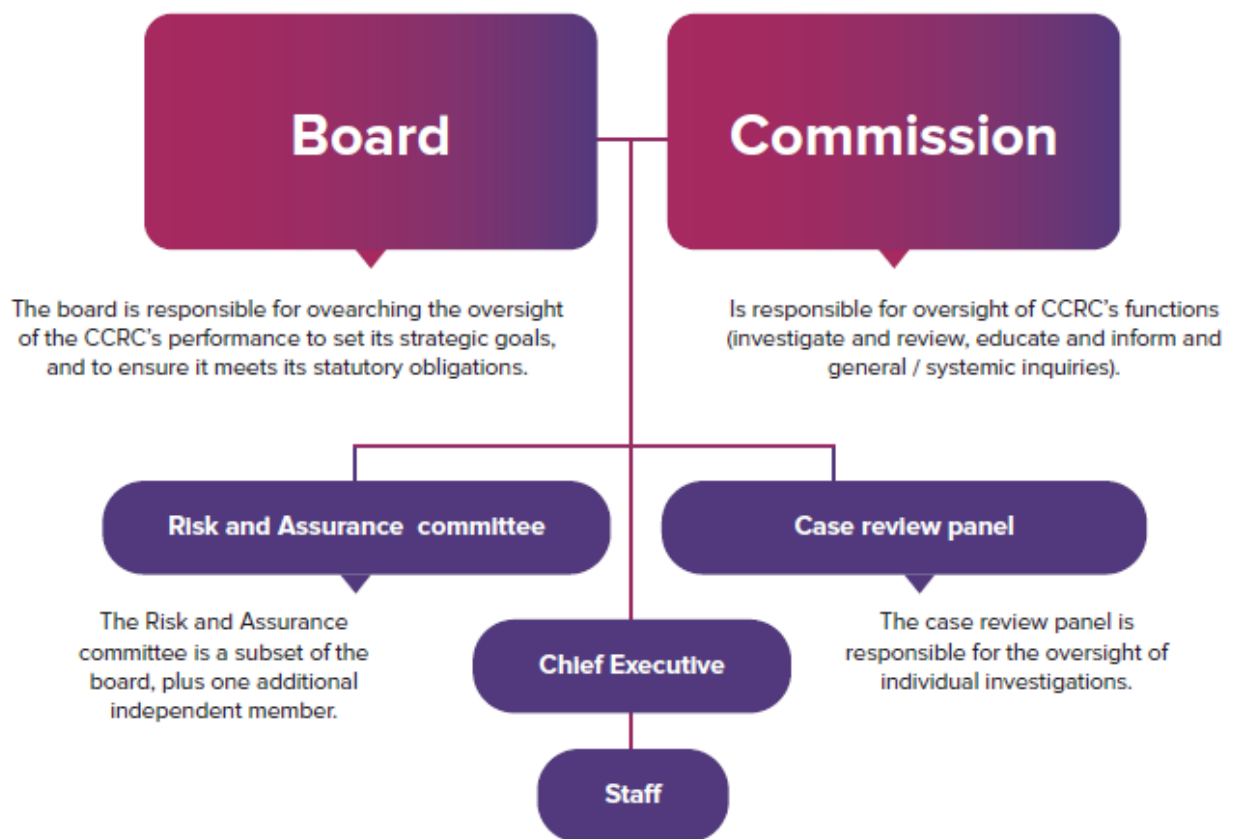 Board
Commission
The board is responsible for ovearching the oversight
of the CCRC's performance to set its strategic goals,
and to ensure it meets its statutory obligations.
Is responsible for oversight of CCRC's functions
(investigate and review, educate and inform and
general / systemic inquiries).
Risk and Assurance committee
Case review panel
The Risk and Assurance
committee is a subset of the
board, plus one additional
independent member.
The case review panel is
responsible for the oversight of
individual investigations.
Chief Executive
Staff